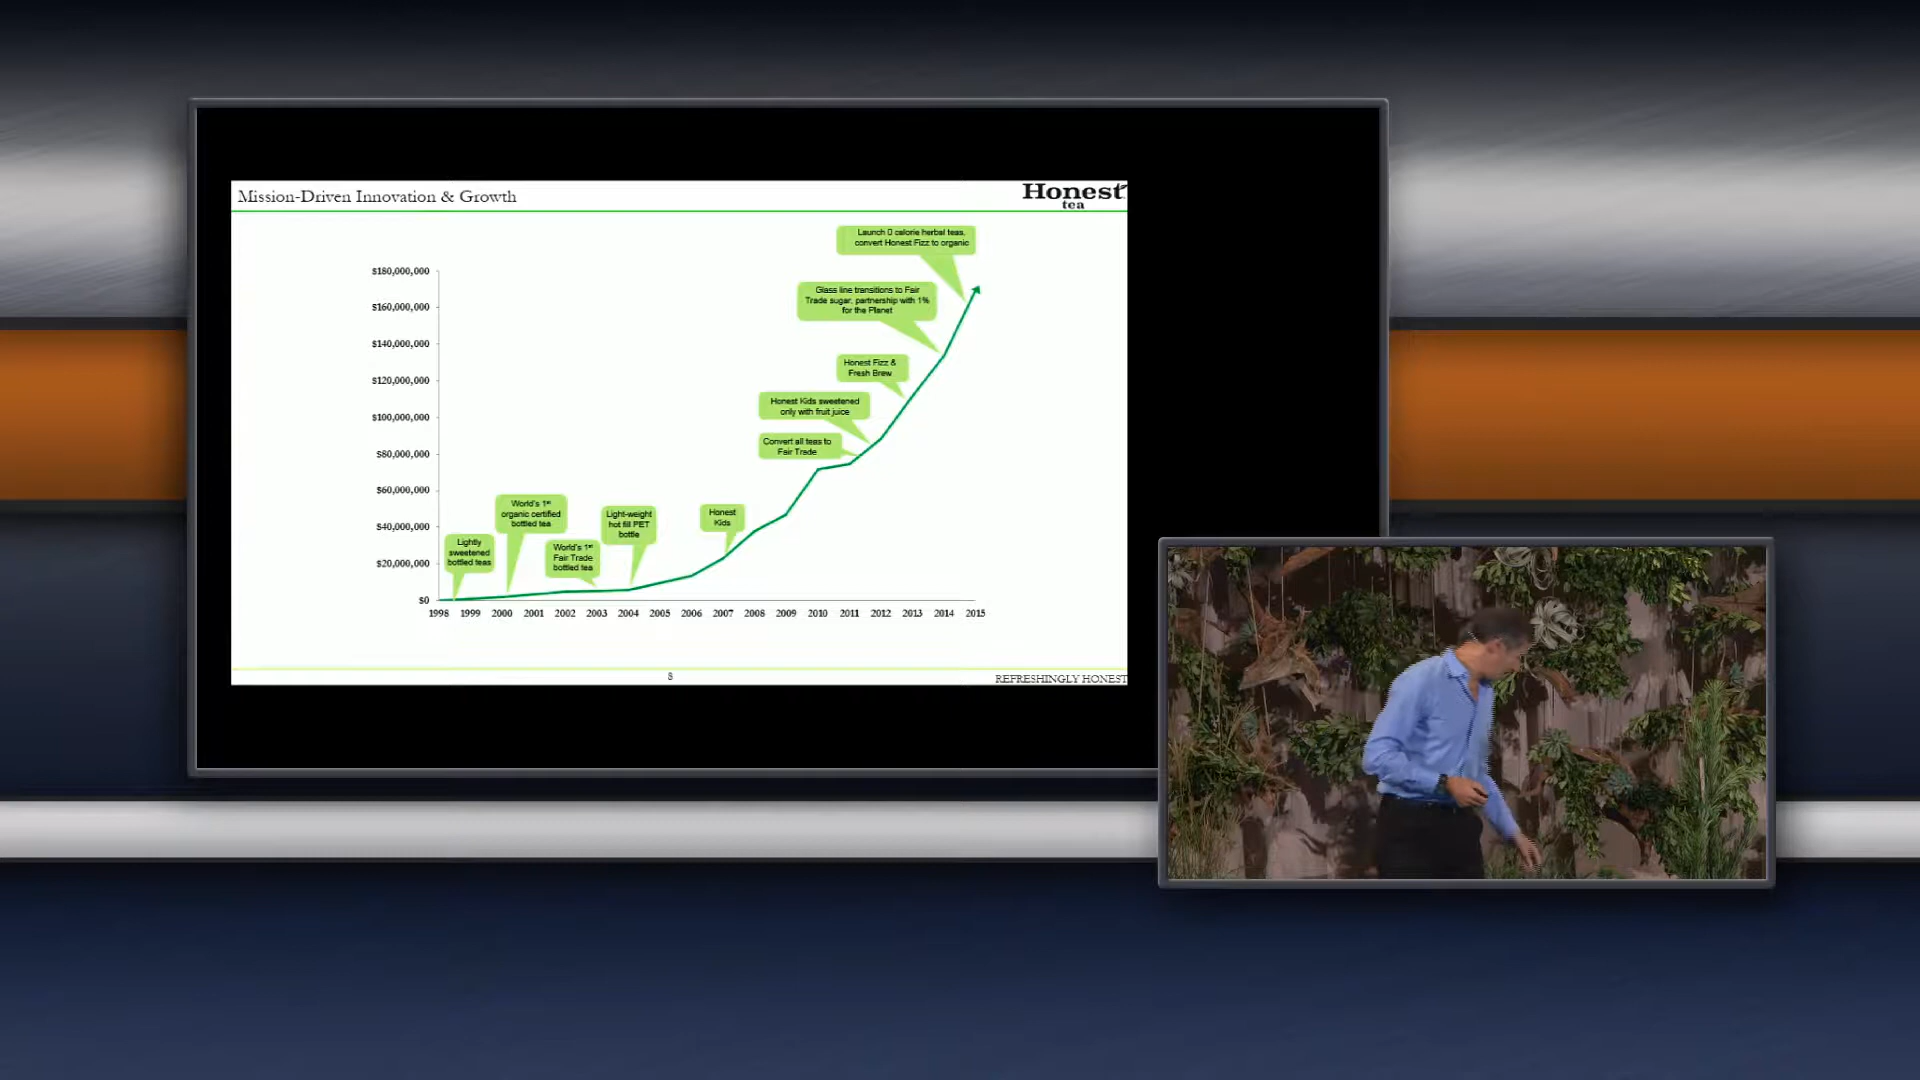 Mission-Driven Innovation & Growth
Honest
tea
Launch 0 calorie herbal teas,
convert Honest Fizz to organic
$180,000,000
Glass line transitions to Fair
Trade sugar, partnership with 1%
for the Planet
$160,000,000
$140,000,000
Honest Fizz &
Fresh Brew
$120,000,000
Honest Kids sweetened
only with fruit juice
$100,000,000
Convert all teas to
Fair Trade
$80,000,000
$60,000,000
World's 1st
organic certified
bottled tea
Light-weight
hot fill PET
bottle
Honest
Kids
$40,000,000
Lightly
sweetened
bottled teas
World's 1st
Fair Trade
bottled tea
$20,000,000
$0
1998 1999 2000 2001 2002 2003 2004 2005 2006 2007 2008 2009 2010 2011 2012 2013 2014 2015
8
REFRESHINGLY HONEST